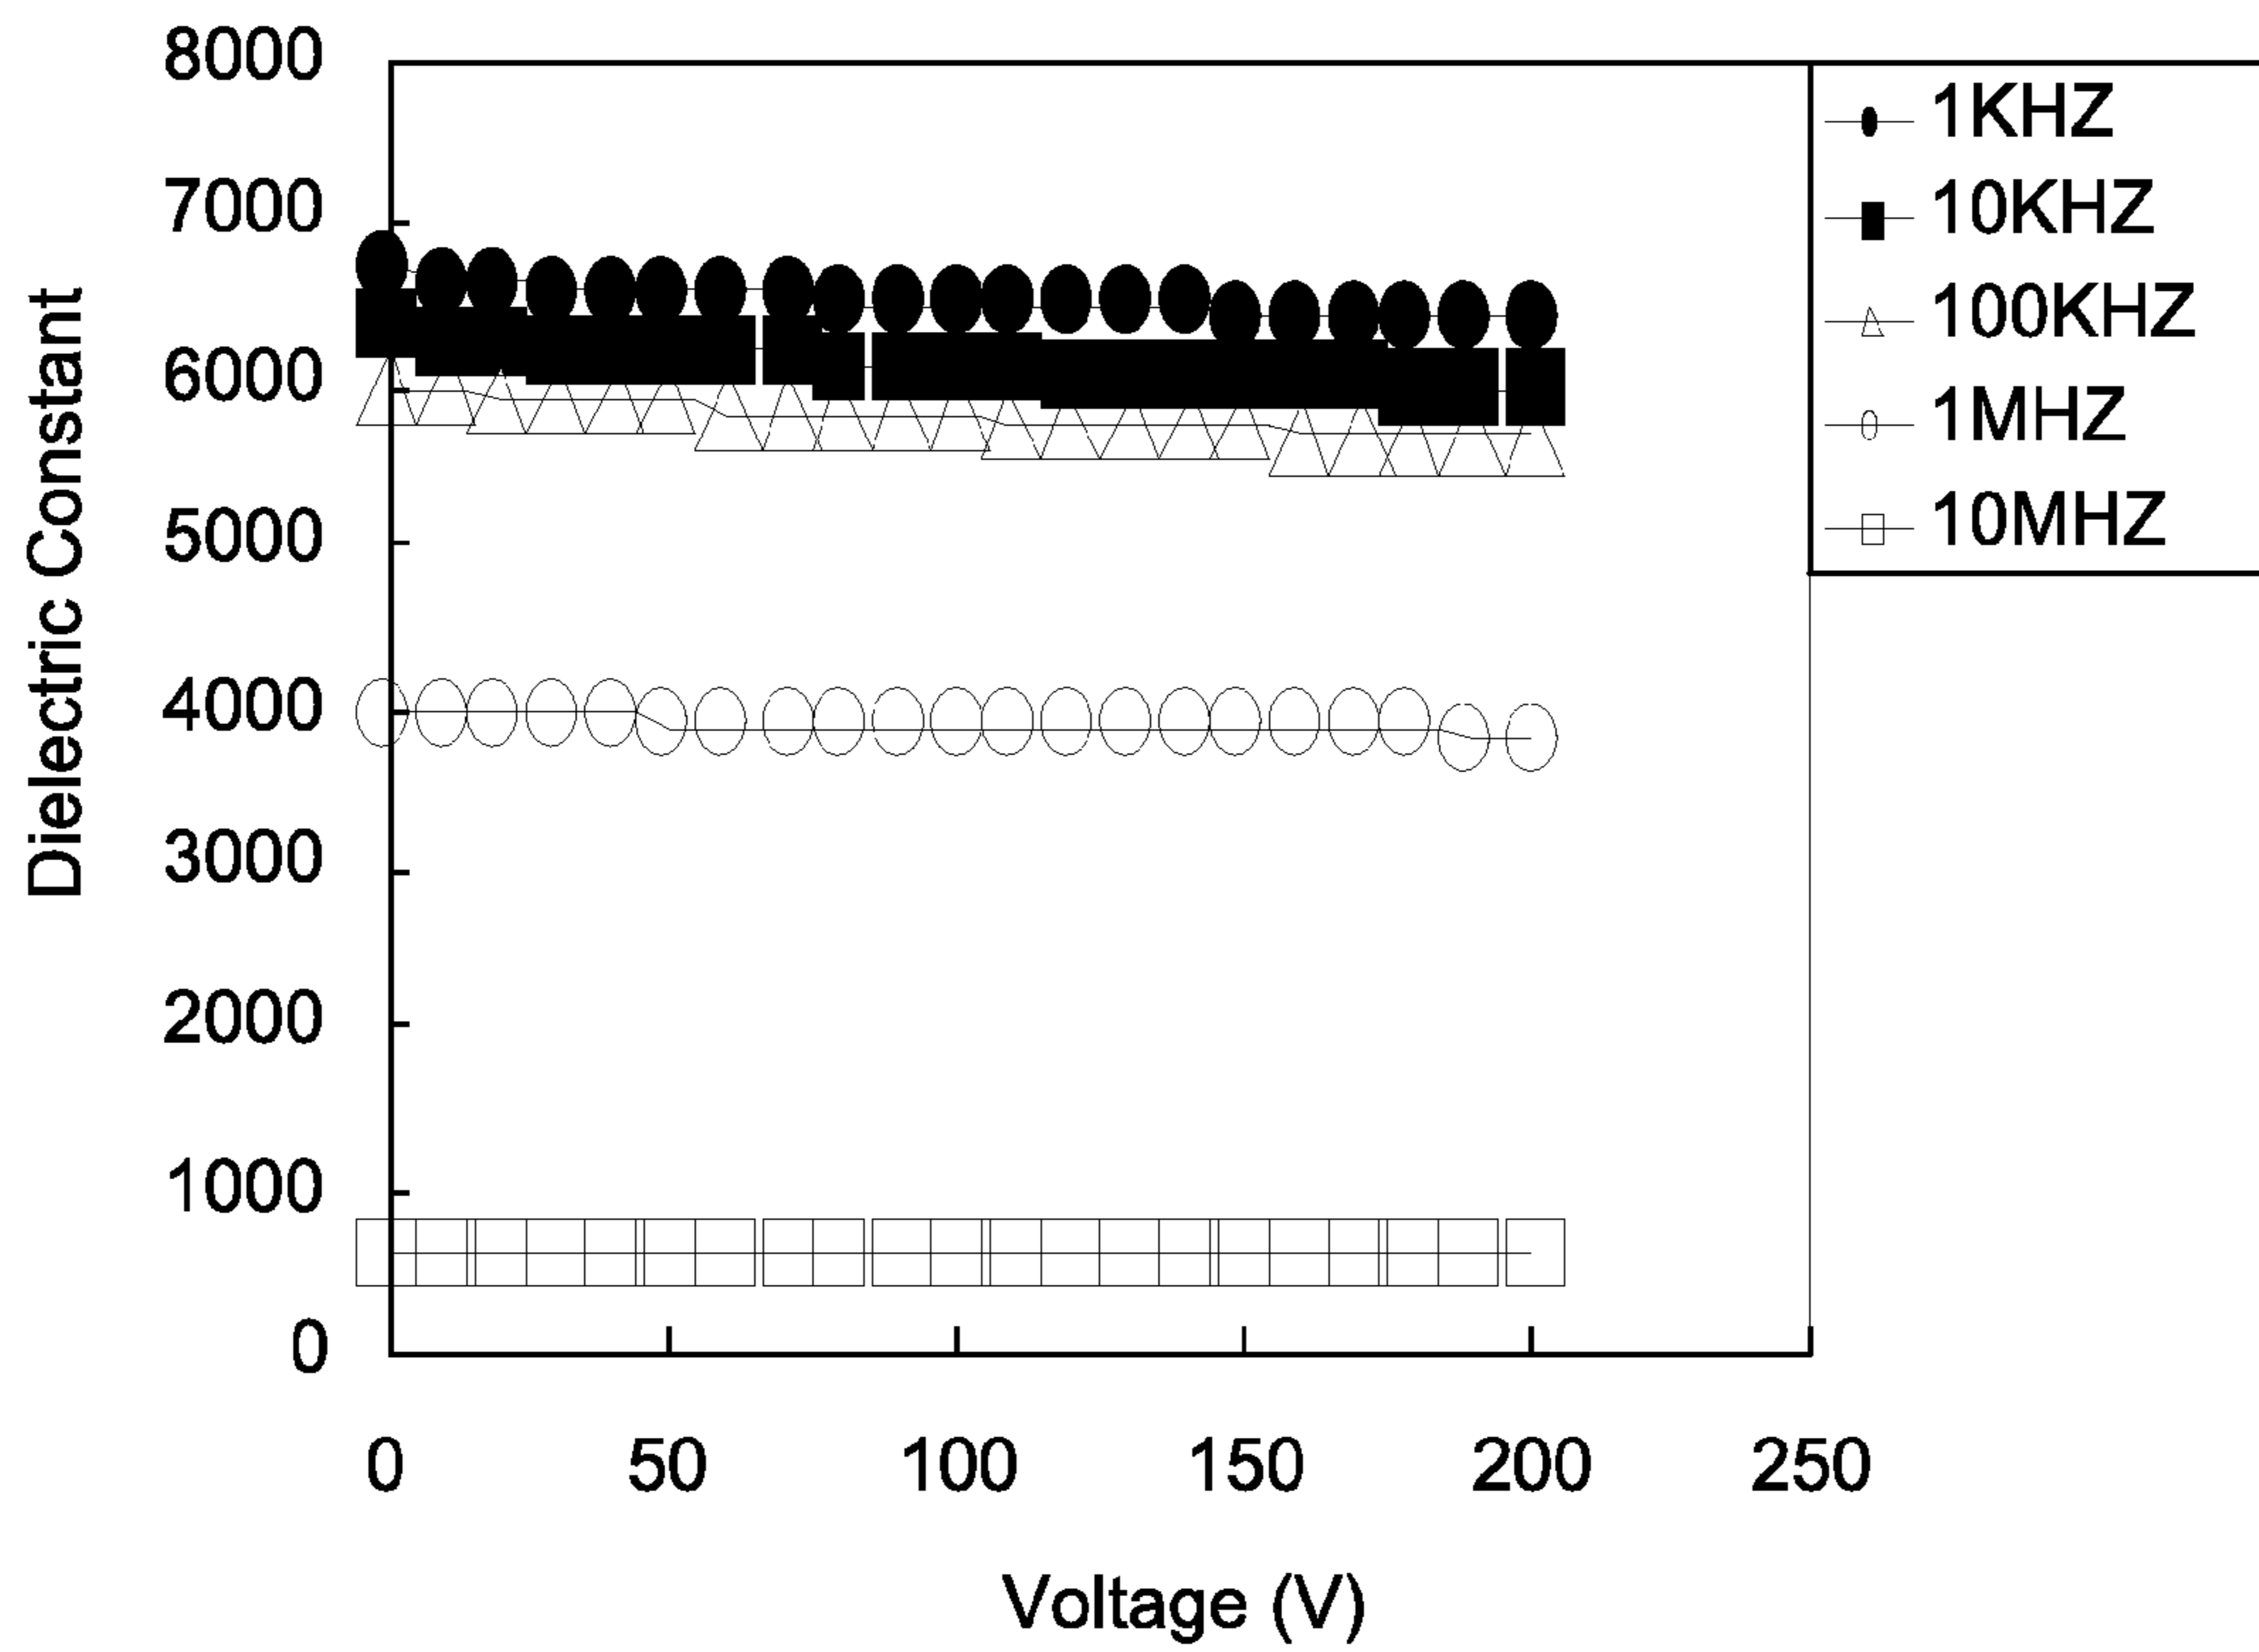 8000
7000
6000
5000
4000
3000
2000
1000
0
Dielectric Constant
0 50 100 150 200 250
Voltage (V)
1KHZ
10KHZ
100KHZ
1MHZ
10MHZ